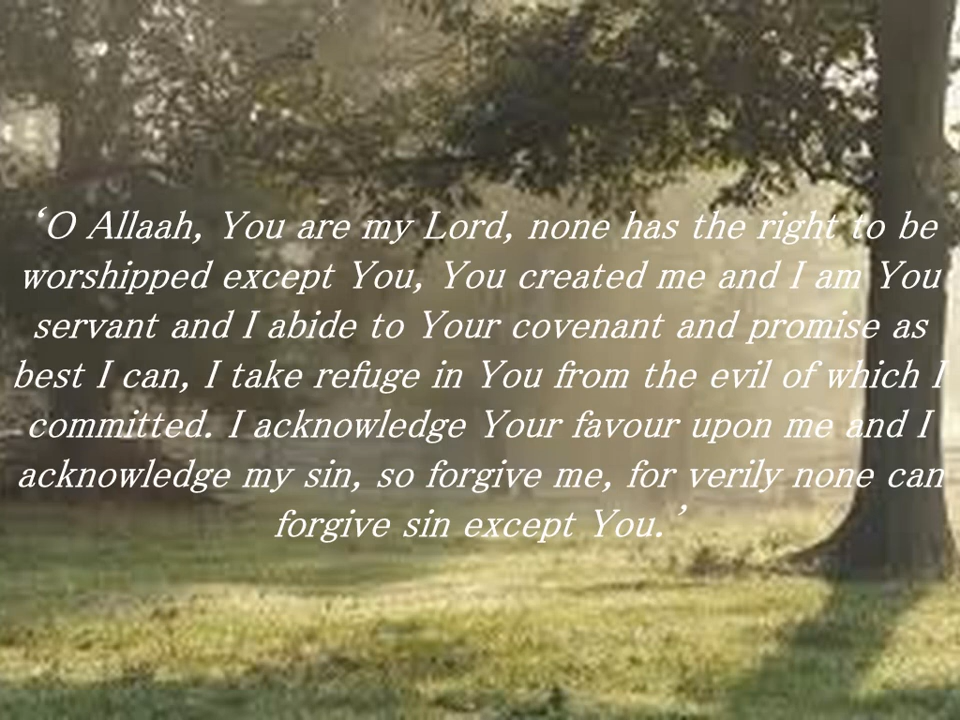 ‘O Allaah, You are my Lord, none has the right to be
worshipped except You, You created me and I am You
servant and I abide to Your covenant and promise as
best I can, I take refuge in You from the evil of which I
committed. I acknowledge Your favour upon me and I
acknowledge my sin, so forgive me, for verily none can
forgive sin except You.’